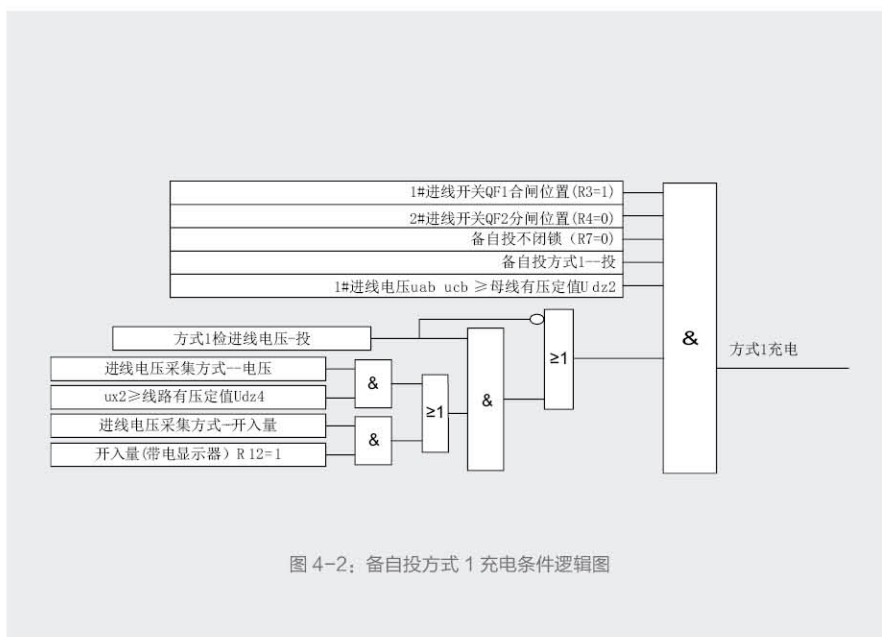 1#进线开关QF1合闸位置(R3=1)
2#进线开关QF2分闸位置(R4=0)
备自投不闭锁（R7=0）
备自投方式1--投
1#进线电压uab ucb ≥母线有压定值Udz2
方式1检进线电压-投
进线电压采集方式--电压
ux2≥线路有压定值Udz4
进线电压采集方式-开入量
开入量(带电显示器）R12=1
&
&
≥1
&
≥1
&
方式1充电
图 4-2：备自投方式 1 充电条件逻辑图